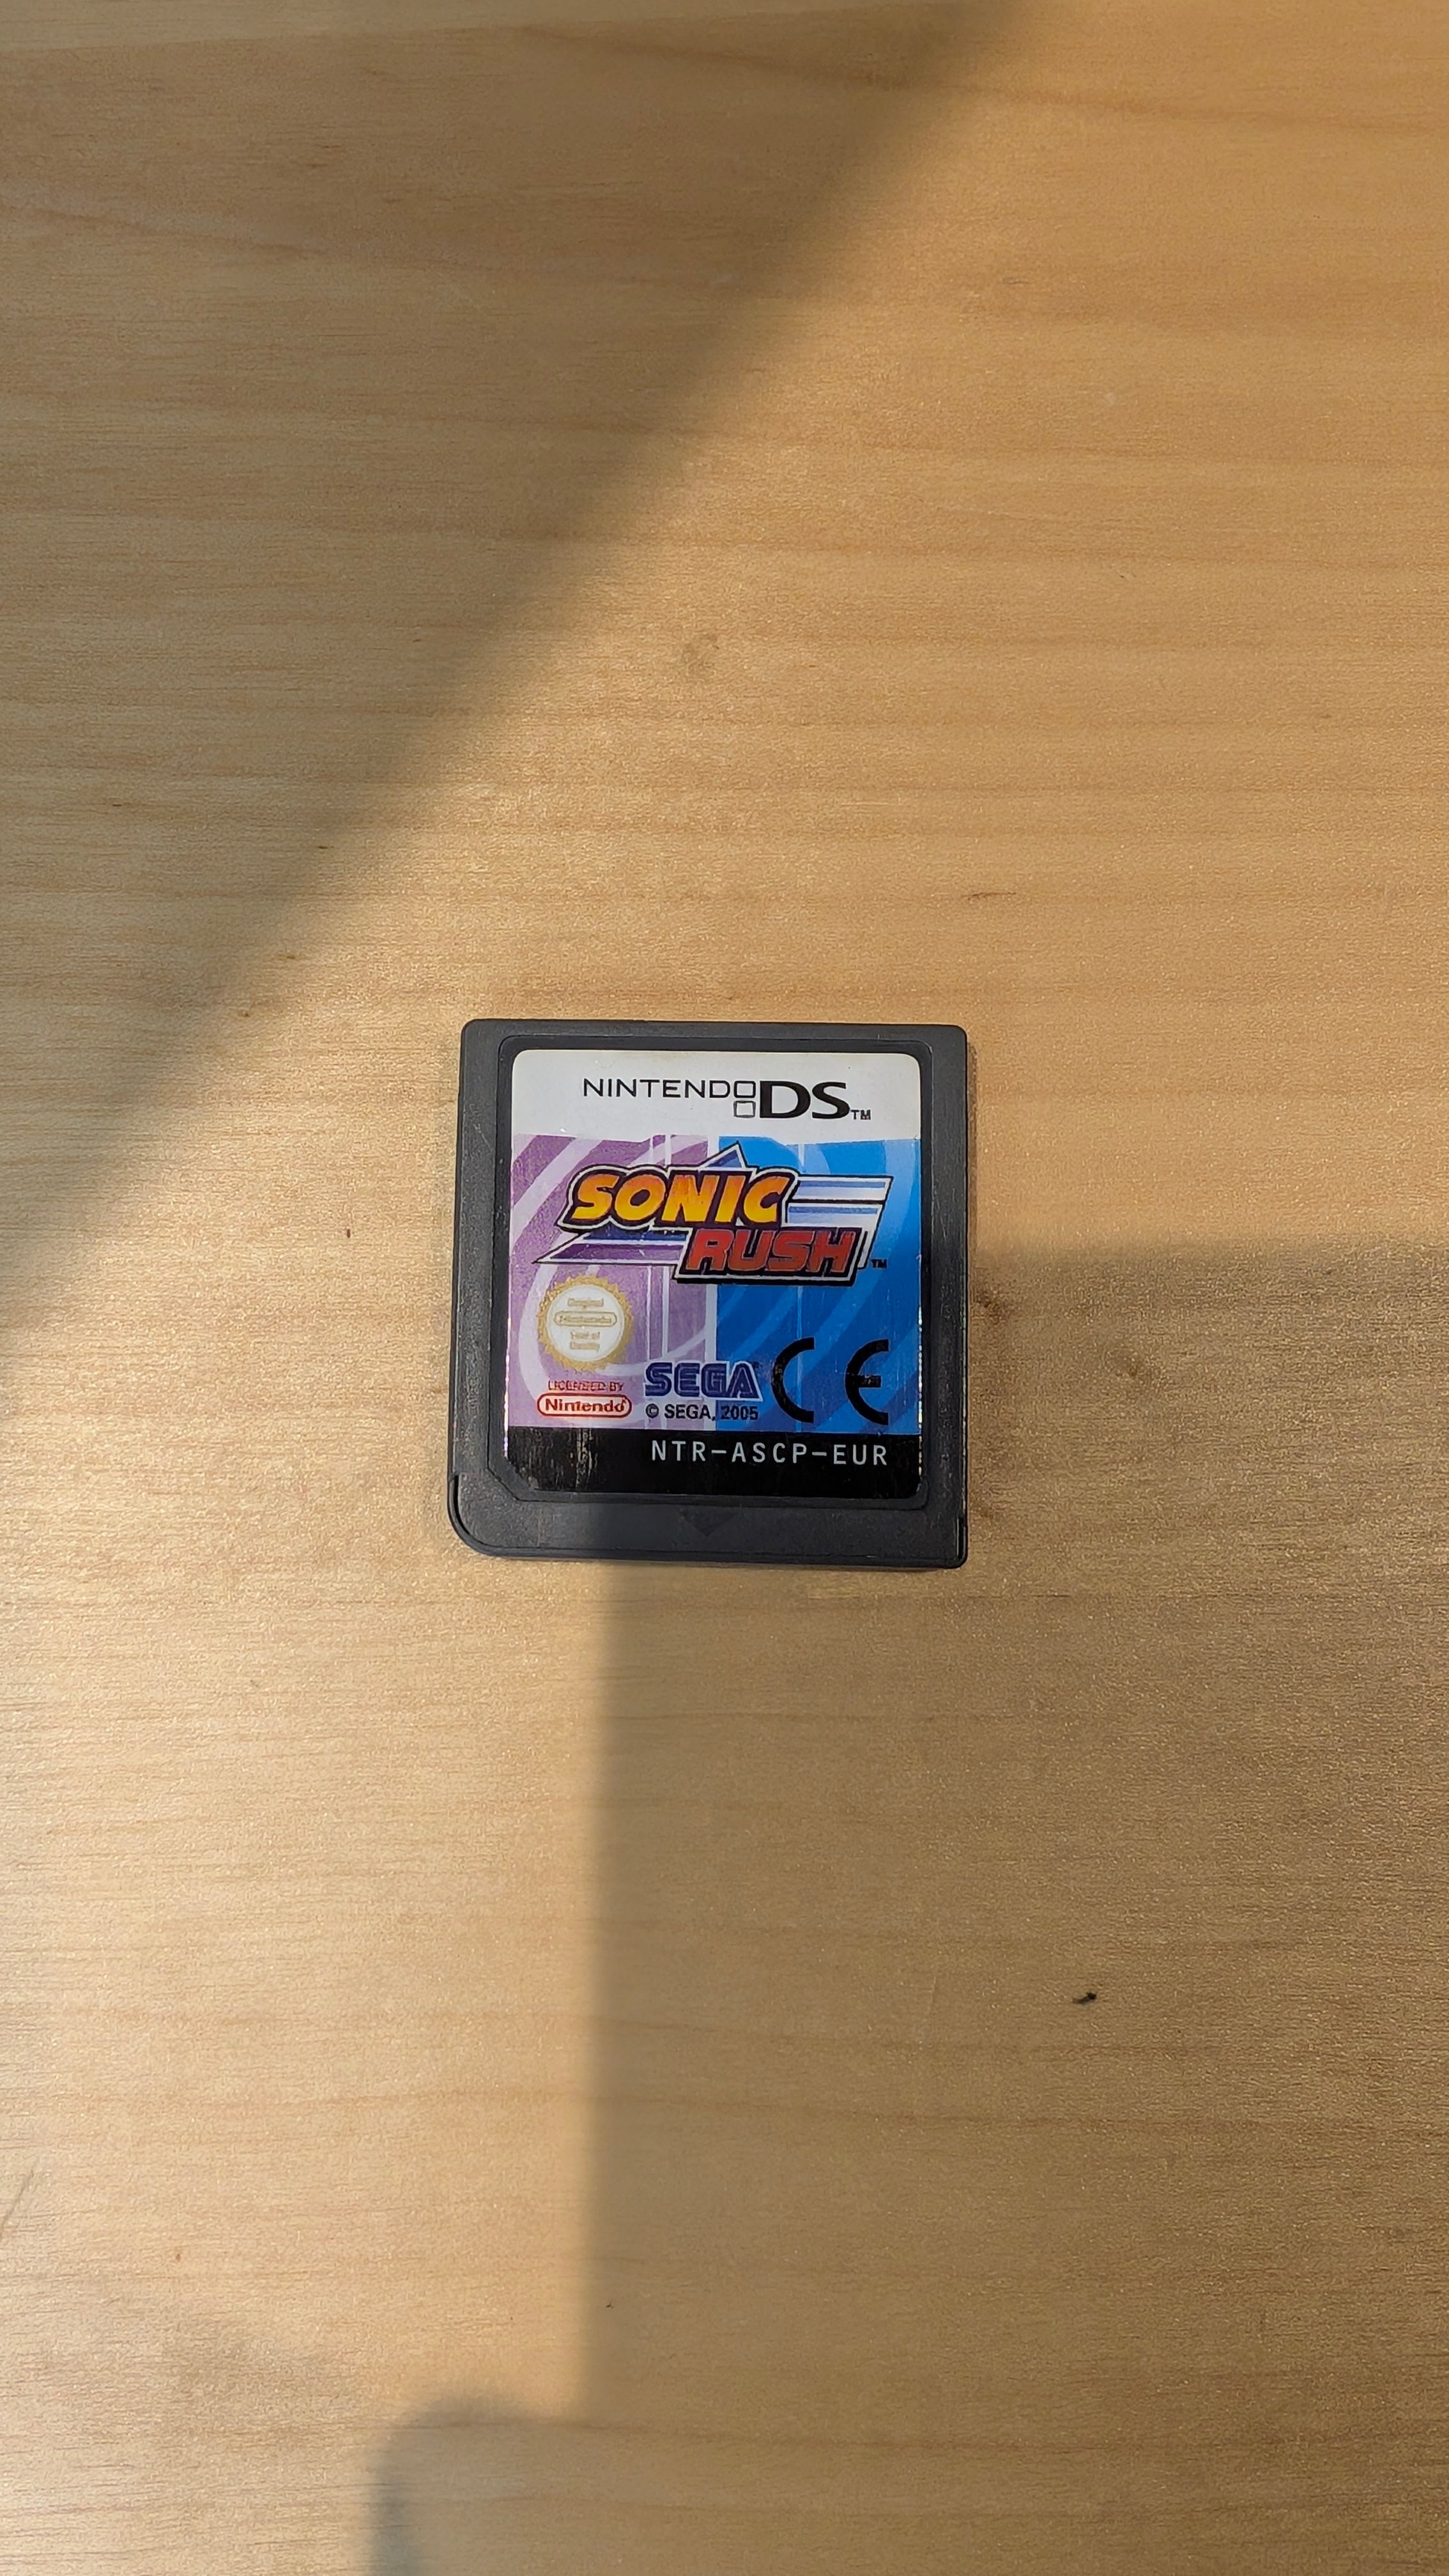 NINTENDO DS™
SONIC
RUSH™
Original
Nintendo
Seal of
Quality
LICENSED BY
Nintendo®
SEGA®
CE
© SEGA, 2005
NTR-ASCP-EUR